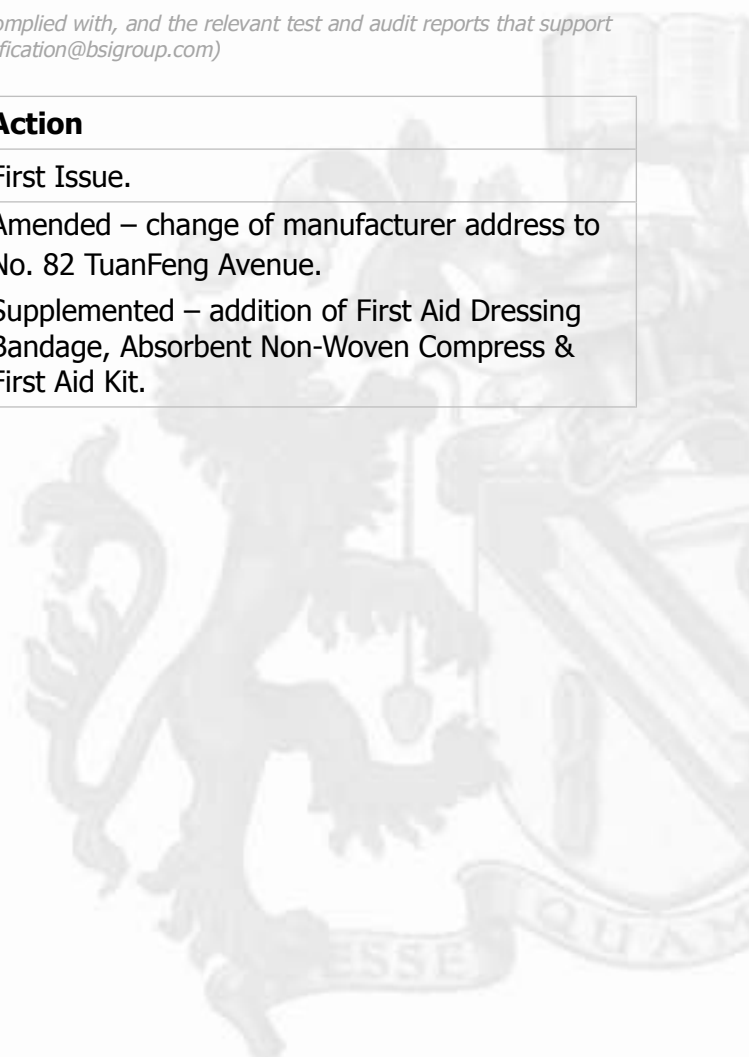 omplied with, and the relevant test and audit reports that support
fication@bsigroup.com)
Action
First Issue.
Amended – change of manufacturer address to
No. 82 TuanFeng Avenue.
Supplemented – addition of First Aid Dressing
Bandage, Absorbent Non-Woven Compress &
First Aid Kit.
ESSE
QUAM